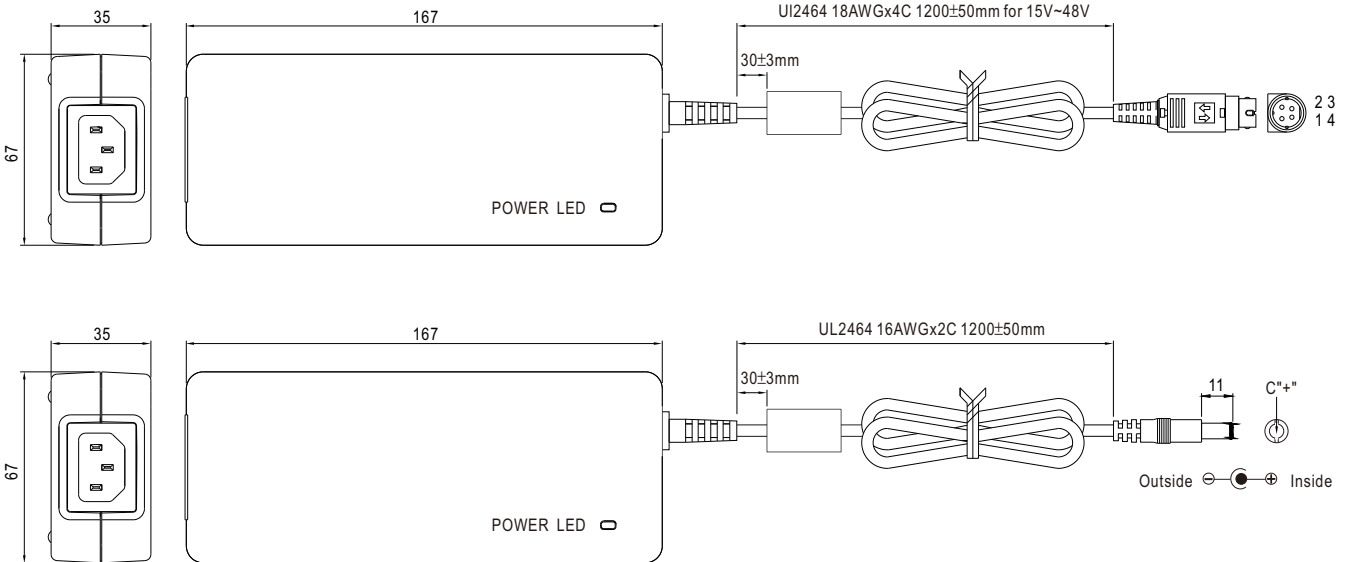 35
167
UI2464 18AWGx4C 1200±50mm for 15V~48V
30±3mm
67
2 3
1 4
POWER LED
35
167
UL2464 16AWGx2C 1200±50mm
30±3mm
11
C"+"
67
Outside
Inside
POWER LED